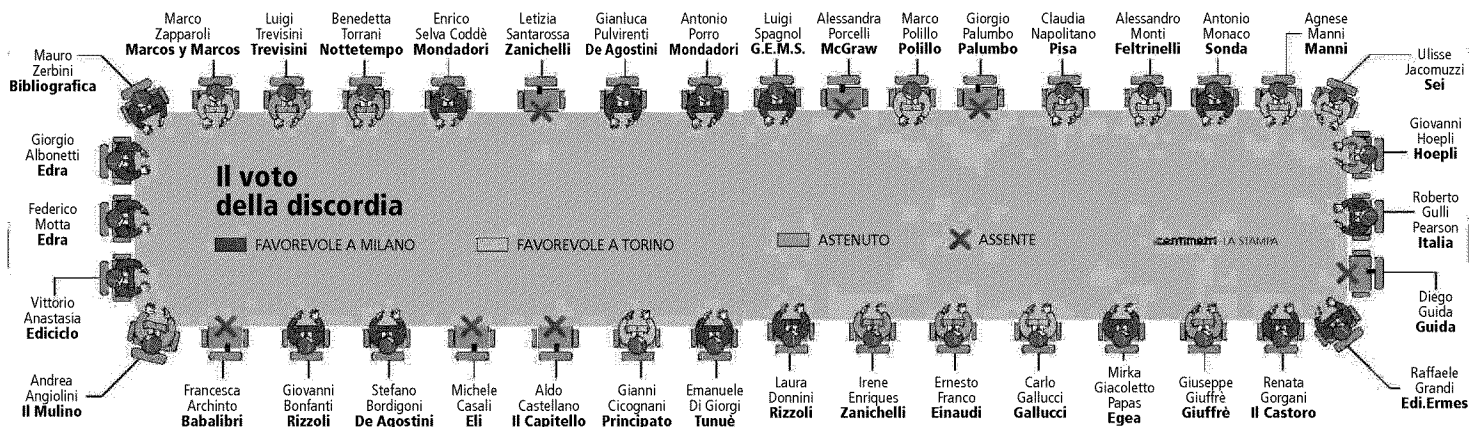 Marco
Zapparoli
Marcos y Marcos
Luigi
Trevisini
Trevisini
Benedetta
Torrani
Nottetempo
Enrico
Selva Coddè
Mondadori
Letizia
Santarossa
Zanichelli
Gianluca
Pulvirenti
De Agostini
Antonio
Porro
Mondadori
Luigi
Spagnol
G.E.M.S.
Alessandra
Porcelli
McGraw
Marco
Polillo
Polillo
Giorgio
Palumbo
Palumbo
Claudia
Napolitano
Pisa
Alessandro
Monti
Feltrinelli
Antonio
Monaco
Sonda
Agnese
Manni
Manni
Ulisse
Jacomuzzi
Sei
Giovanni
Hoepli
Hoepli
Roberto
Gulli
Pearson
Italia
Diego
Guida
Guida
Raffaele
Grandi
Edi.Ermes
Mauro
Zerbini
Bibliografica
Giorgio
Albonetti
Edra
Federico
Motta
Edra
Vittorio
Anastasia
Ediciclo
Andrea
Angiolini
Il Mulino
Il voto
della discordia
FAVOREVOLE A MILANO
FAVOREVOLE A TORINO
ASTENUTO
ASSENTE
centimetri - LA STAMPA
Francesca
Archinto
Babalibri
Giovanni
Bonfanti
Rizzoli
Stefano
Bordigoni
De Agostini
Michele
Casali
Eli
Aldo
Castellano
Il Capitello
Gianni
Cicognani
Principato
Emanuele
Di Giorgi
Tunué
Laura
Donnini
Rizzoli
Irene
Enriques
Zanichelli
Ernesto
Franco
Einaudi
Carlo
Gallucci
Gallucci
Mirka
Giacoletto
Papas
Egea
Giuseppe
Giuffrè
Giuffrè
Renata
Gorgani
Il Castoro